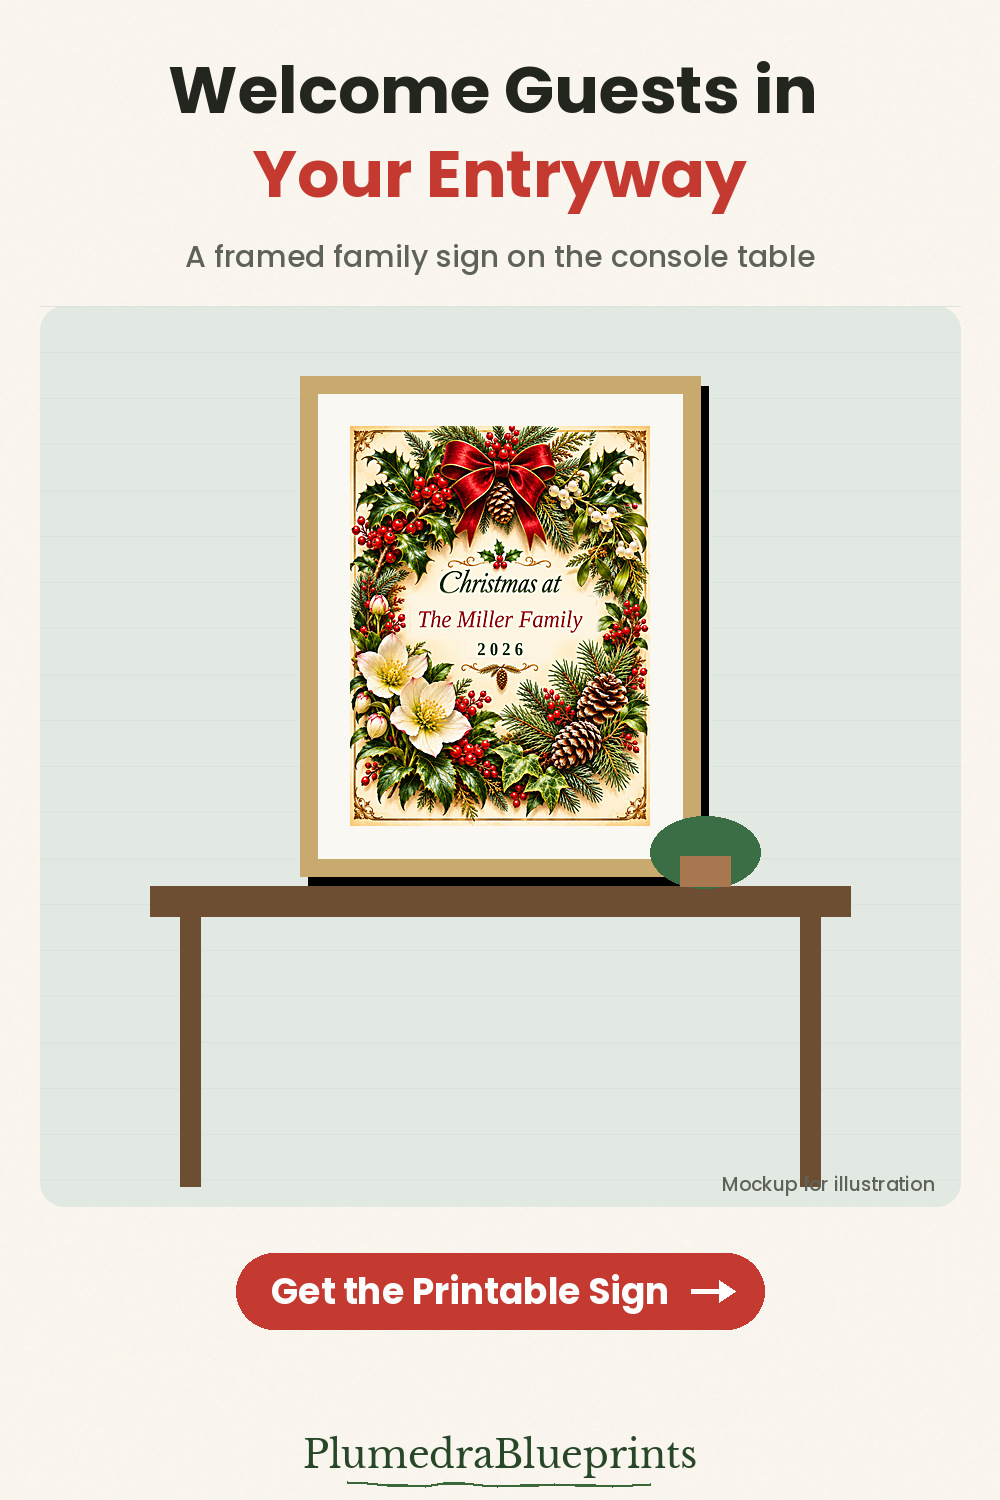 Welcome Guests in
Your Entryway
A framed family sign on the console table
Christmas at
The Miller Family
2026
Mockup for illustration
Get the Printable Sign
PlumedraBlueprints